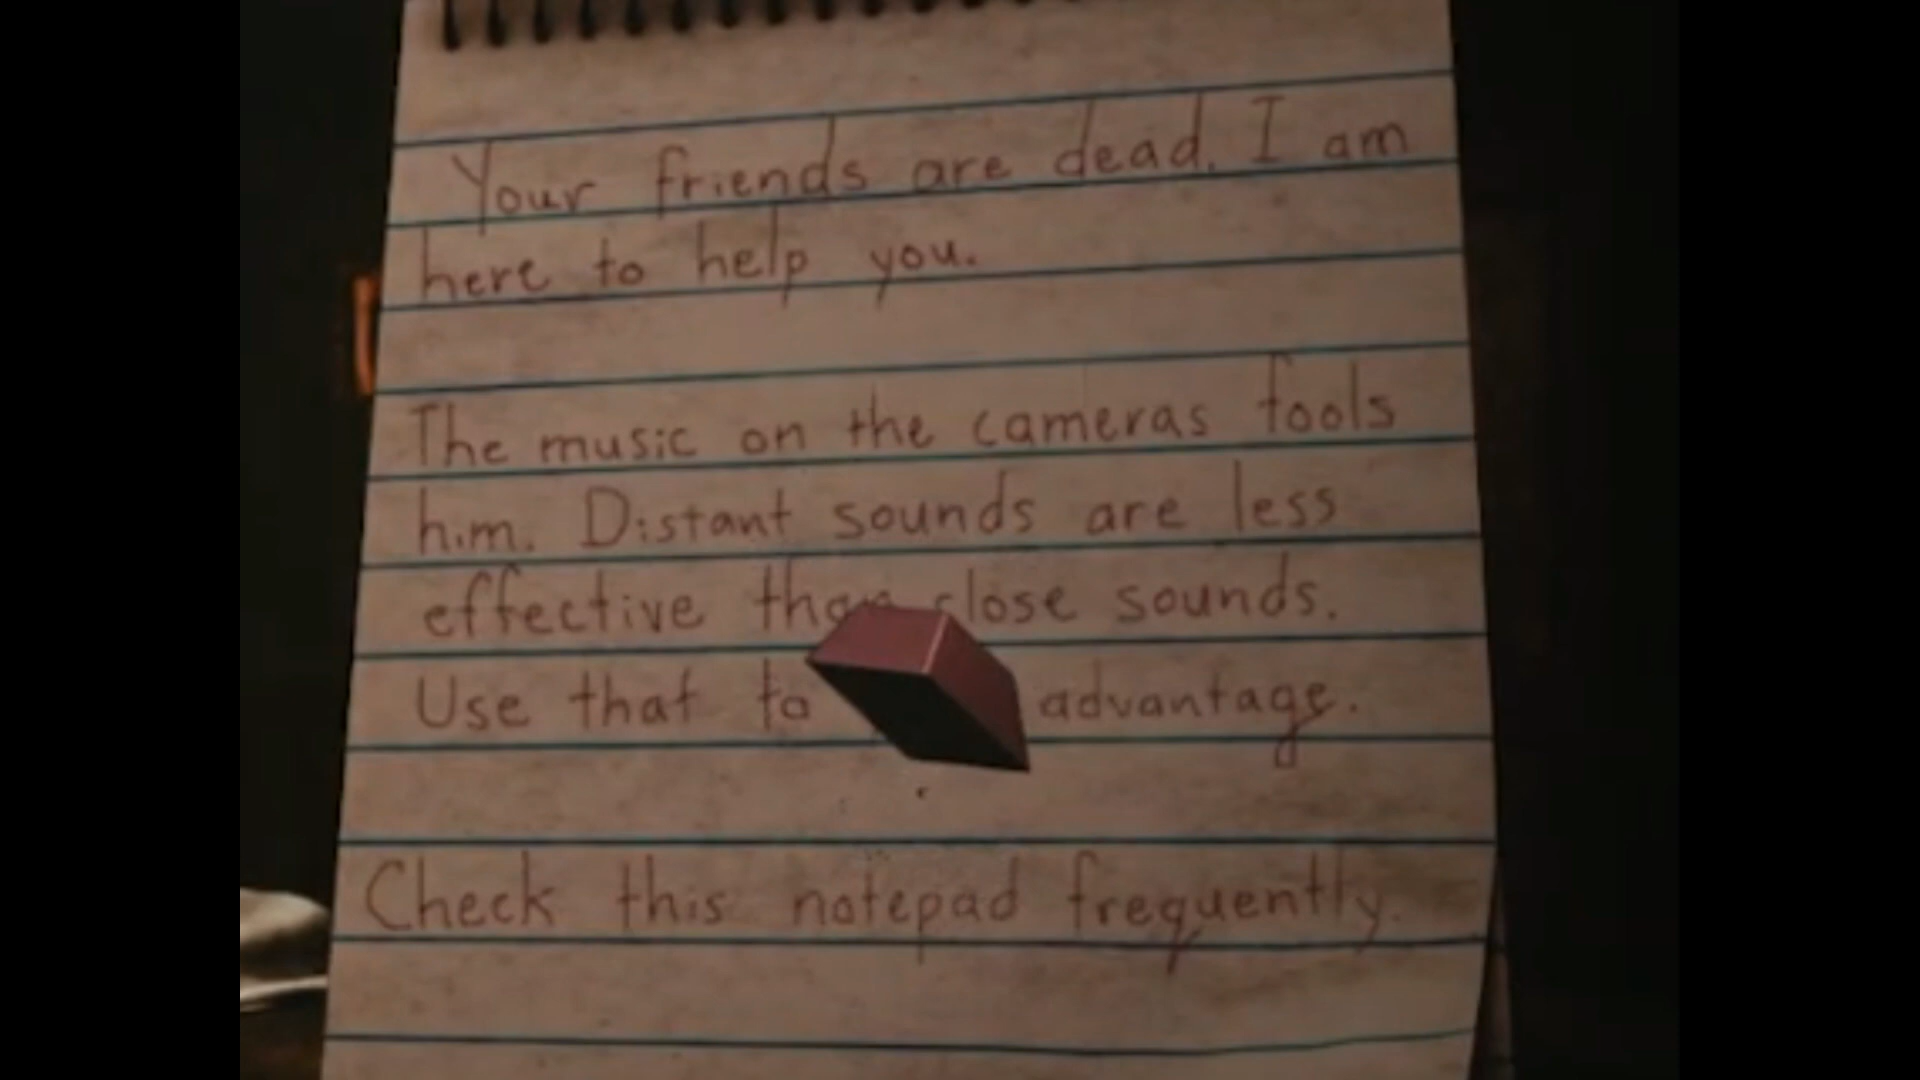 Your friends are dead. I am
here to help you.
The music on the cameras fools
him. Distant sounds are less
effective than close sounds.
Use that to advantage.
Check this notepad frequently.